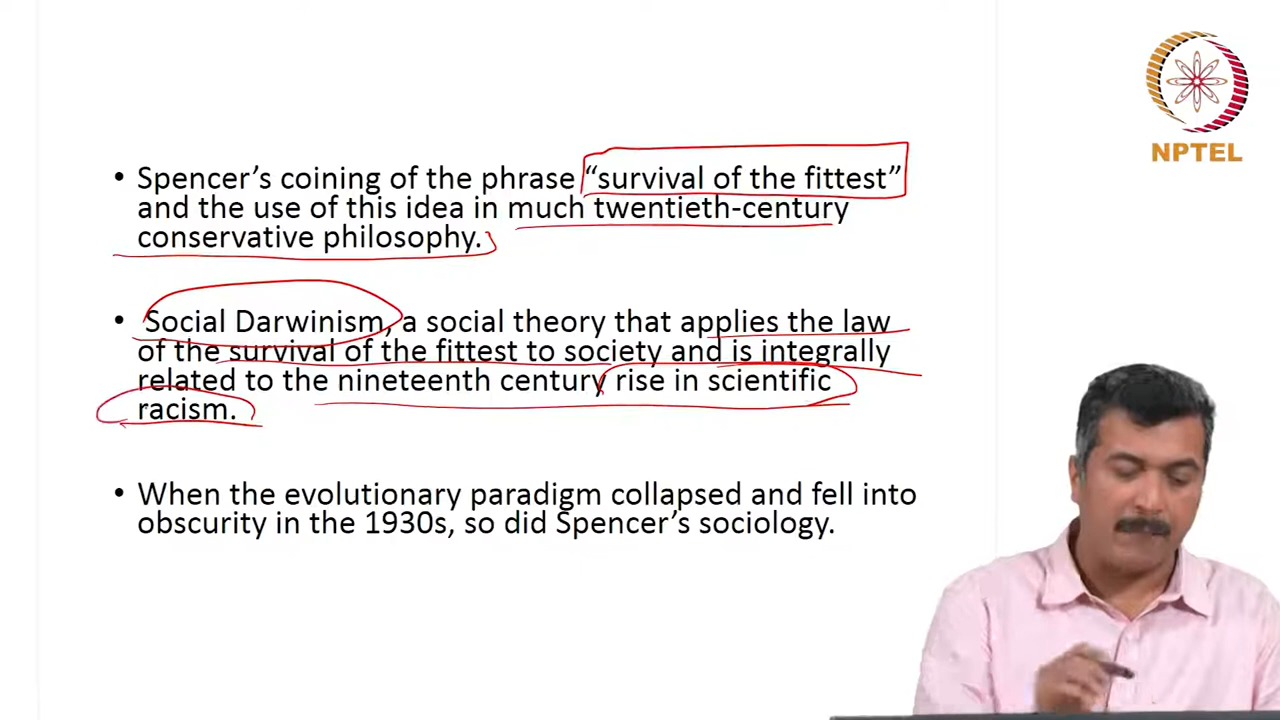 NPTEL
• Spencer’s coining of the phrase “survival of the fittest”
and the use of this idea in much twentieth-century
conservative philosophy.
• Social Darwinism, a social theory that applies the law
of the survival of the fittest to society and is integrally
related to the nineteenth century rise in scientific
racism.
• When the evolutionary paradigm collapsed and fell into
obscurity in the 1930s, so did Spencer’s sociology.